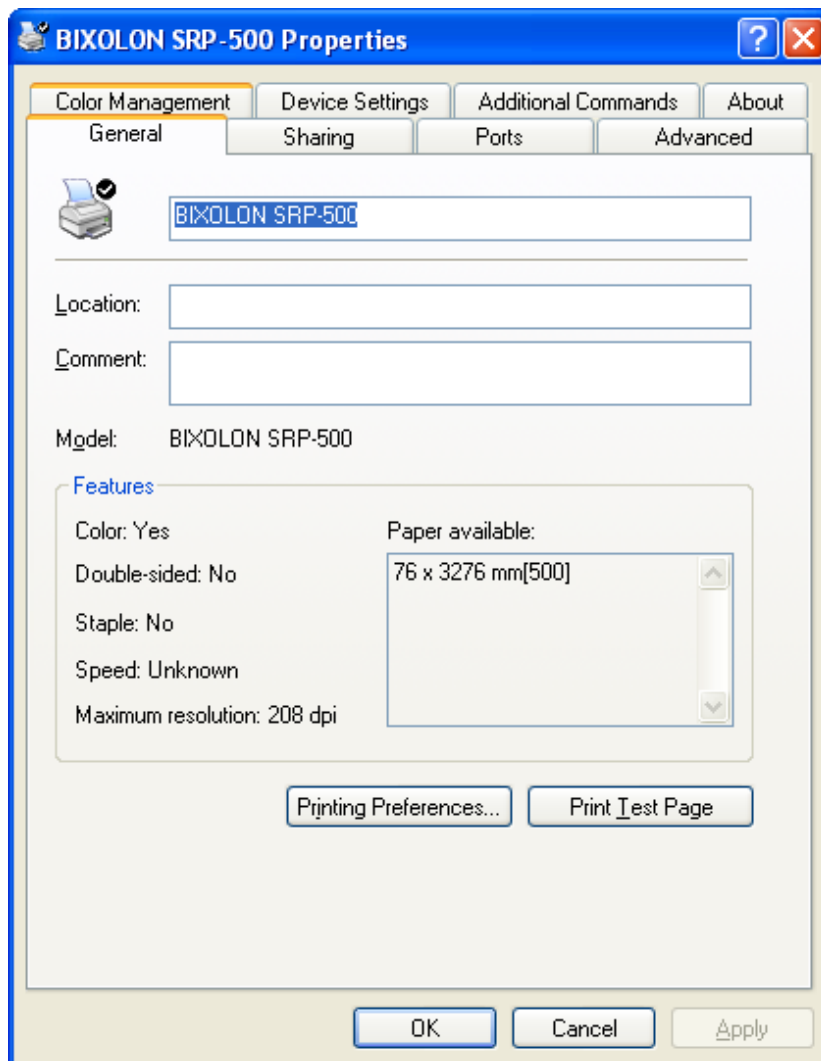 BIXOLON SRP-500 Properties
Color Management Device Settings Additional Commands About
General Sharing Ports Advanced
BIXOLON SRP-500
Location:
Comment:
Model: BIXOLON SRP-500
Features
Color: Yes
Paper available:
Double-sided: No
76 x 3276 mm[500]
Staple: No
Speed: Unknown
Maximum resolution: 208 dpi
Printing Preferences... Print Test Page
OK Cancel Apply